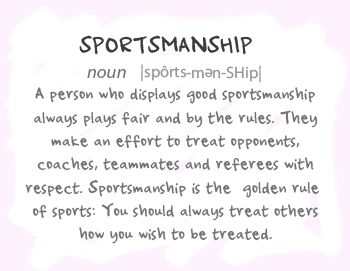 SPORTSMANSHIP
noun |spôrts-mən-SHip|
A person who displays good sportsmanship
always plays fair and by the rules. They
make an effort to treat opponents,
coaches, teammates and referees with
respect. Sportsmanship is the golden rule
of sports: You should always treat others
how you wish to be treated.